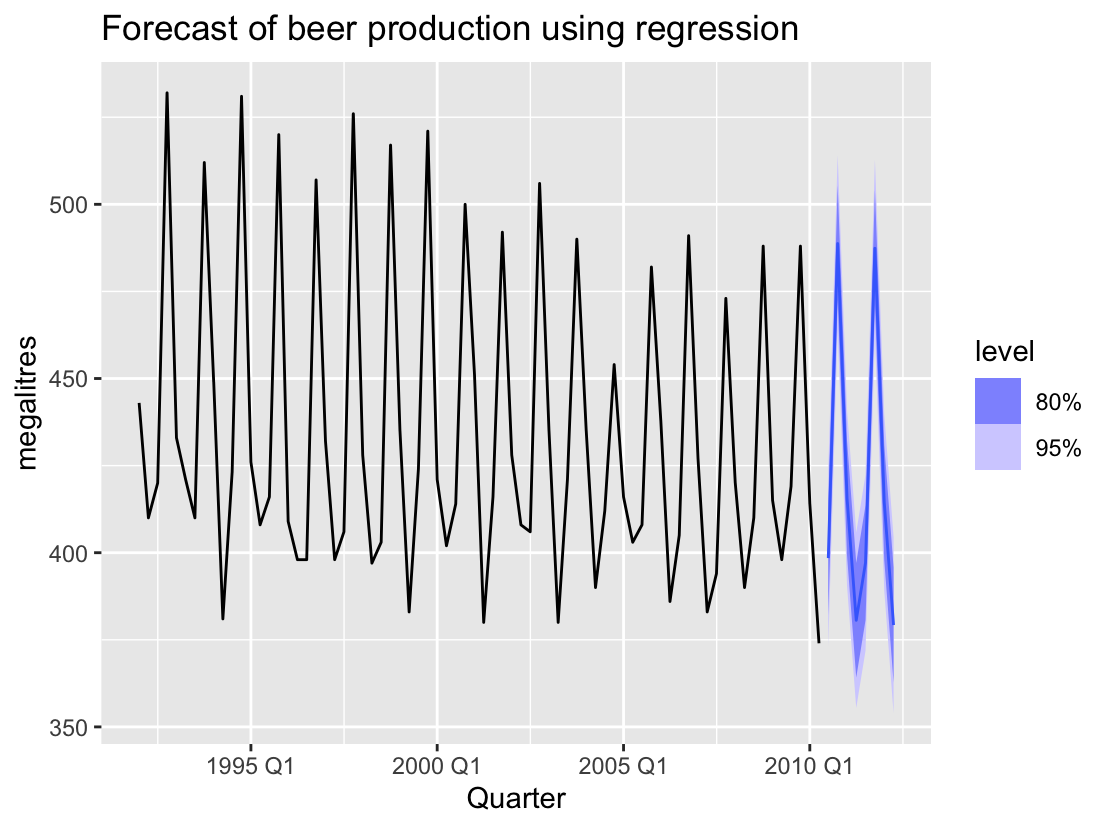 Forecast of beer production using regression
500
450
400
350
megalitres
1995 Q1
2000 Q1
2005 Q1
2010 Q1
Quarter
level
80%
95%